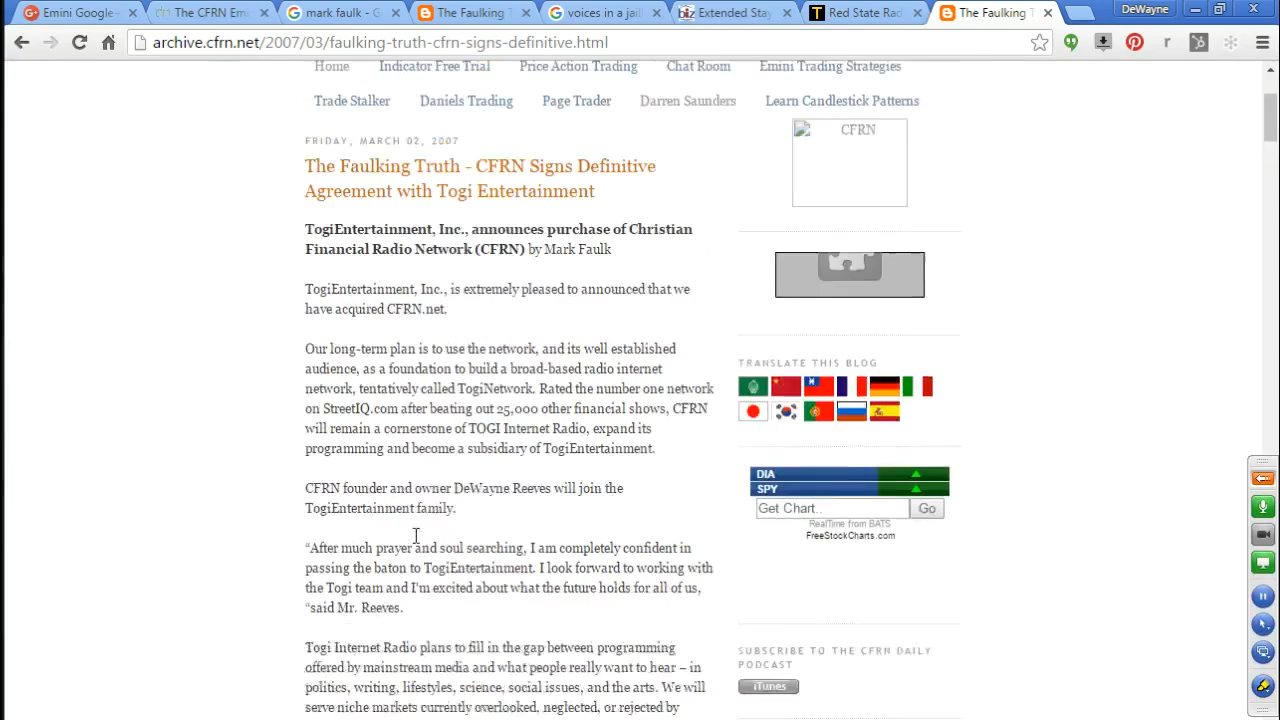 Emini Google-
The CFRN Em
mark faulk - G
The Faulking T
voices in a jail
Extended Stay
Red State Rad
The Faulking T
DeWayne
archive.cfrn.net/2007/03/faulking-truth-cfrn-signs-definitive.html
Home Indicator Free Trial Price Action Trading Chat Room Emini Trading Strategies
Trade Stalker Daniels Trading Page Trader Darren Saunders Learn Candlestick Patterns
FRIDAY, MARCH 02, 2007
The Faulking Truth - CFRN Signs Definitive
Agreement with Togi Entertainment
TogiEntertainment, Inc., announces purchase of Christian
Financial Radio Network (CFRN) by Mark Faulk
TogiEntertainment, Inc., is extremely pleased to announced that we
have acquired CFRN.net.
Our long-term plan is to use the network, and its well established
audience, as a foundation to build a broad-based radio internet
network, tentatively called TogiNetwork. Rated the number one network
on StreetIQ.com after beating out 25,000 other financial shows, CFRN
will remain a cornerstone of TOGI Internet Radio, expand its
programming and become a subsidiary of TogiEntertainment.
CFRN founder and owner DeWayne Reeves will join the
TogiEntertainment family.
“After much prayer and soul searching, I am completely confident in
passing the baton to TogiEntertainment. I look forward to working with
the Togi team and I'm excited about what the future holds for all of us,
“said Mr. Reeves.
Togi Internet Radio plans to fill in the gap between programming
offered by mainstream media and what people really want to hear – in
politics, writing, lifestyles, science, social issues, and the arts. We will
serve niche markets currently overlooked, neglected, or rejected by
CFRN
TRANSLATE THIS BLOG
DIA
SPY
Get Chart.. Go
RealTime from BATS
FreeStockCharts.com
SUBSCRIBE TO THE CFRN DAILY
PODCAST
iTunes